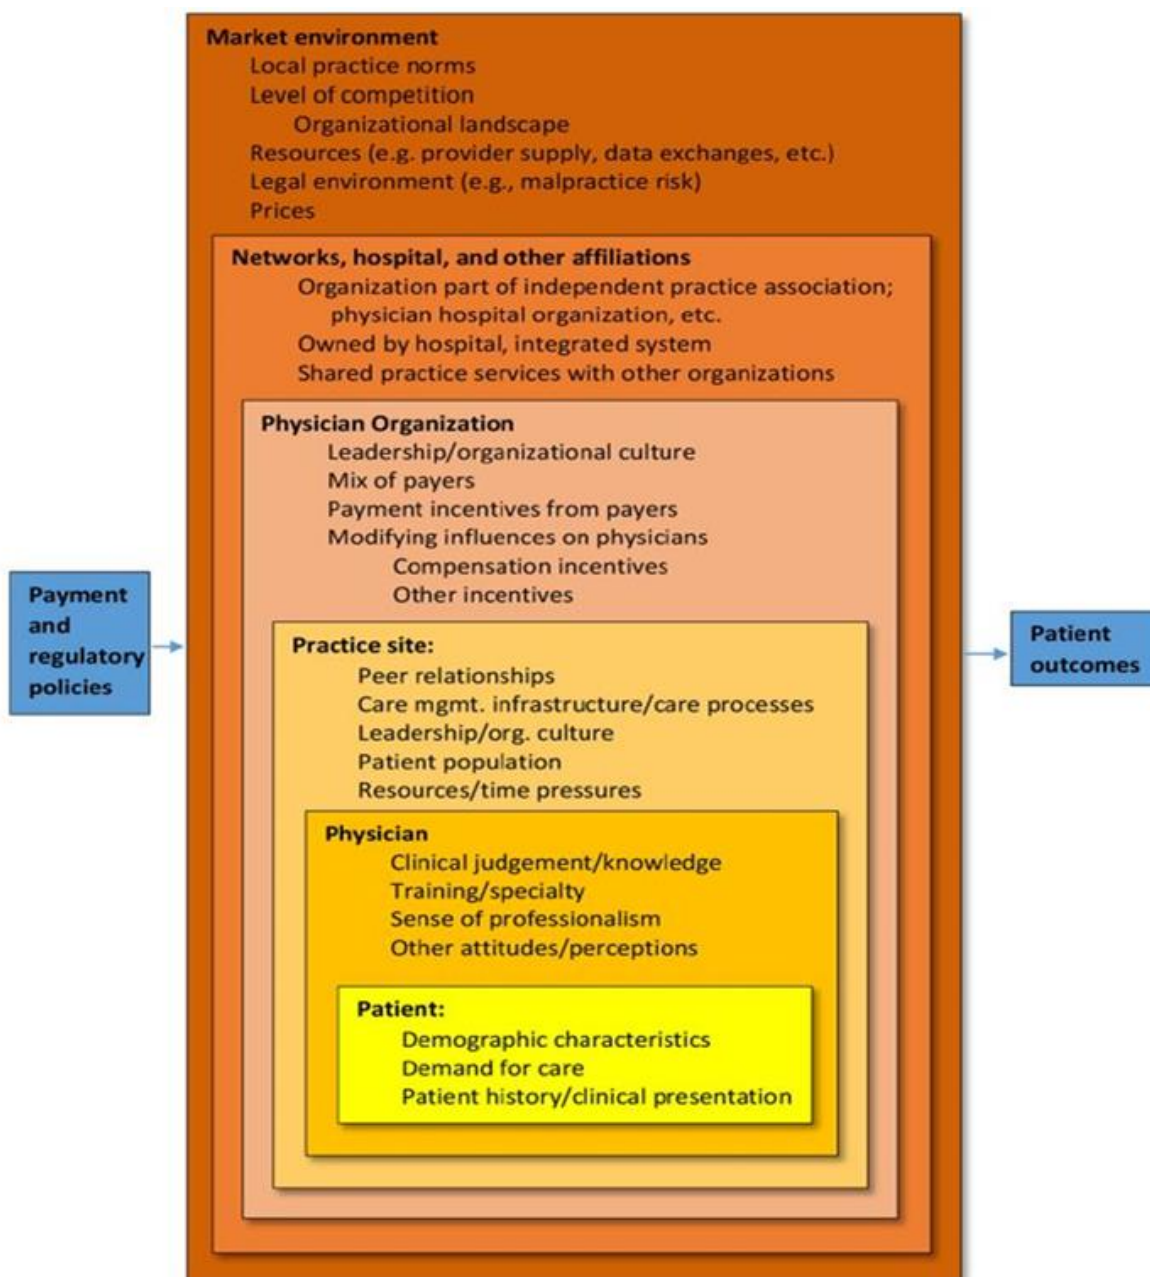 Market environment
Local practice norms
Level of competition
Organizational landscape
Resources (e.g. provider supply, data exchanges, etc.)
Legal environment (e.g., malpractice risk)
Prices
Networks, hospital, and other affiliations
Organization part of independent practice association;
physician hospital organization, etc.
Owned by hospital, integrated system
Shared practice services with other organizations
Physician Organization
Leadership/organizational culture
Mix of payers
Payment incentives from payers
Modifying influences on physicians
Compensation incentives
Other incentives
Practice site:
Peer relationships
Care mgmt. infrastructure/care processes
Leadership/org. culture
Patient population
Resources/time pressures
Physician
Clinical judgement/knowledge
Training/specialty
Sense of professionalism
Other attitudes/perceptions
Patient:
Demographic characteristics
Demand for care
Patient history/clinical presentation
Payment
and
regulatory
policies
Patient
outcomes